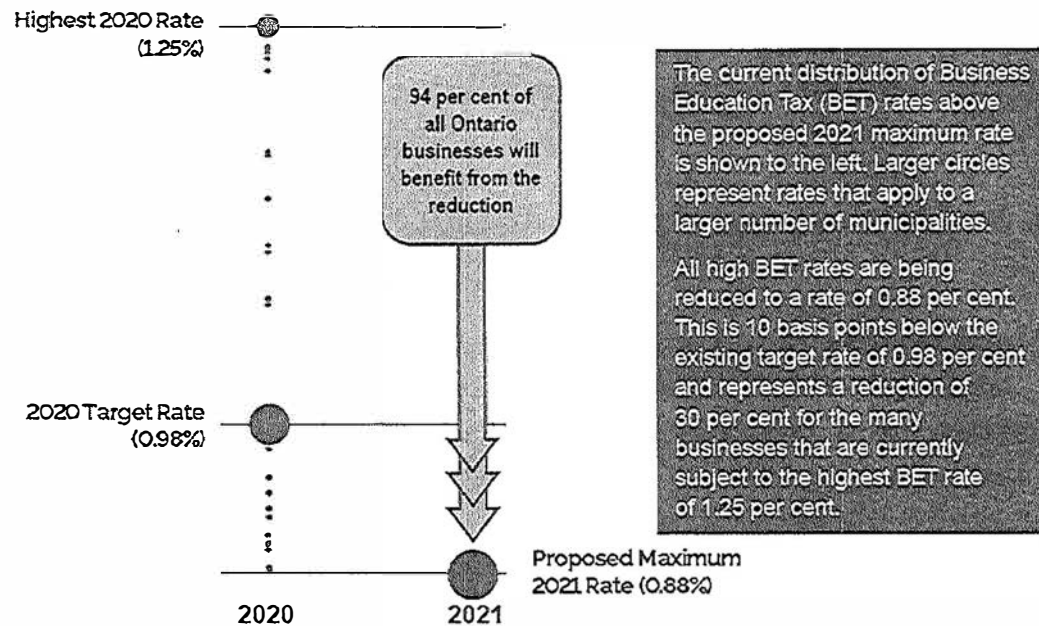 Highest 2020 Rate
(1.25%)
94 per cent of
all Ontario
businesses will
benefit from the
reduction
The current distribution of Business
Education Tax (BET) rates above
the proposed 2021 maximum rate
is shown to the left. Larger circles
represent rates that apply to a
larger number of municipalities.
All high BET rates are being
reduced to a rate of 0.88 per cent.
This is 10 basis points below the
existing target rate of 0.98 per cent
and represents a reduction of
30 per cent for the many
businesses that are currently
subject to the highest BET rate
of 1.25 per cent.
2020 Target Rate
(0.98%)
Proposed Maximum
2021 Rate (0.88%)
2020
2021